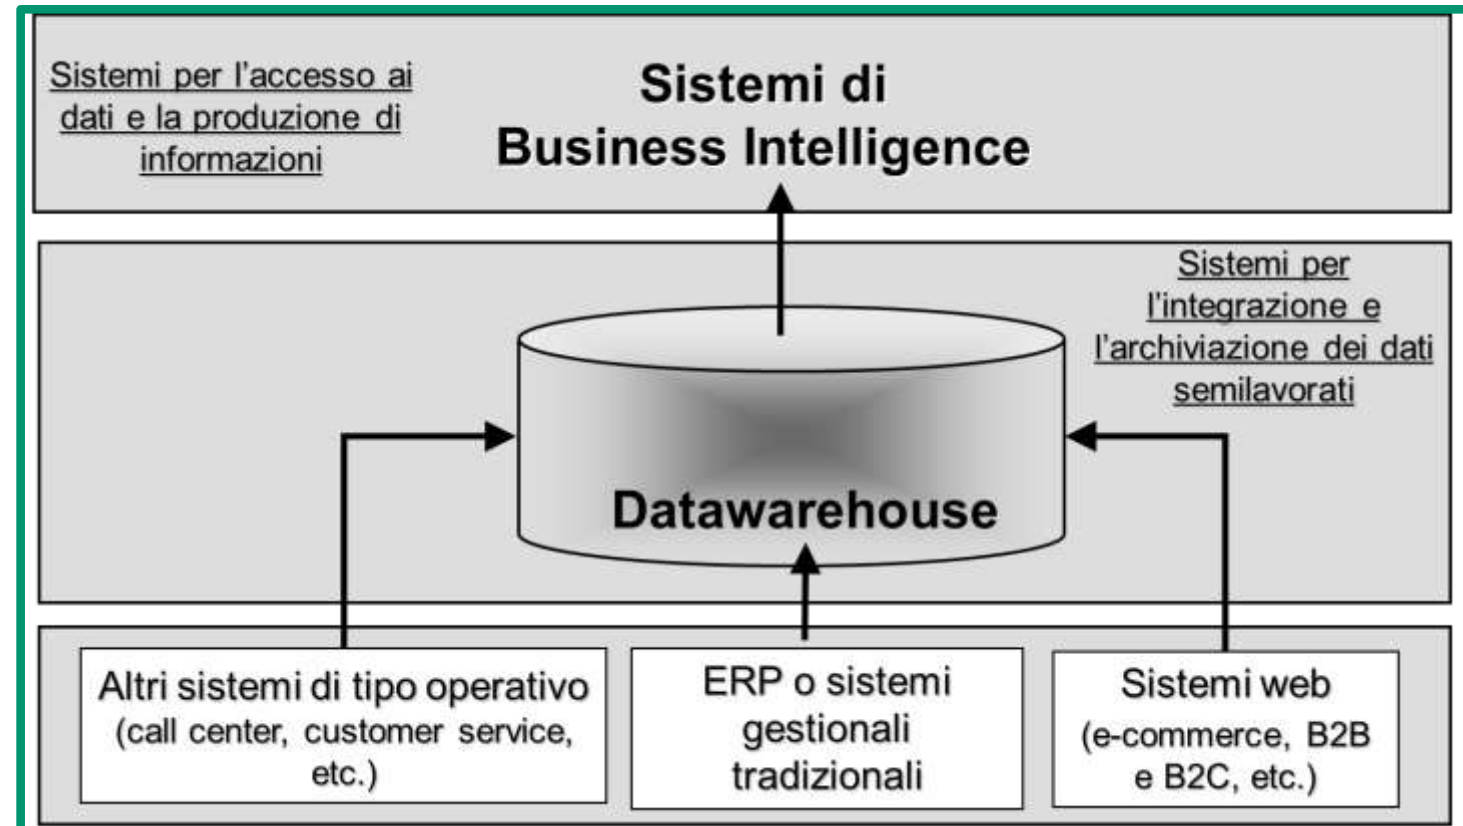 Sistemi per l'accesso ai
dati e la produzione di
informazioni
Sistemi di
Business Intelligence
Sistemi per
l'integrazione e
l'archiviazione dei dati
semilavorati
Datawarehouse
Altri sistemi di tipo operativo
(call center, customer service,
etc.)
ERP o sistemi
gestionali
tradizionali
Sistemi web
(e-commerce, B2B
e B2C, etc.)